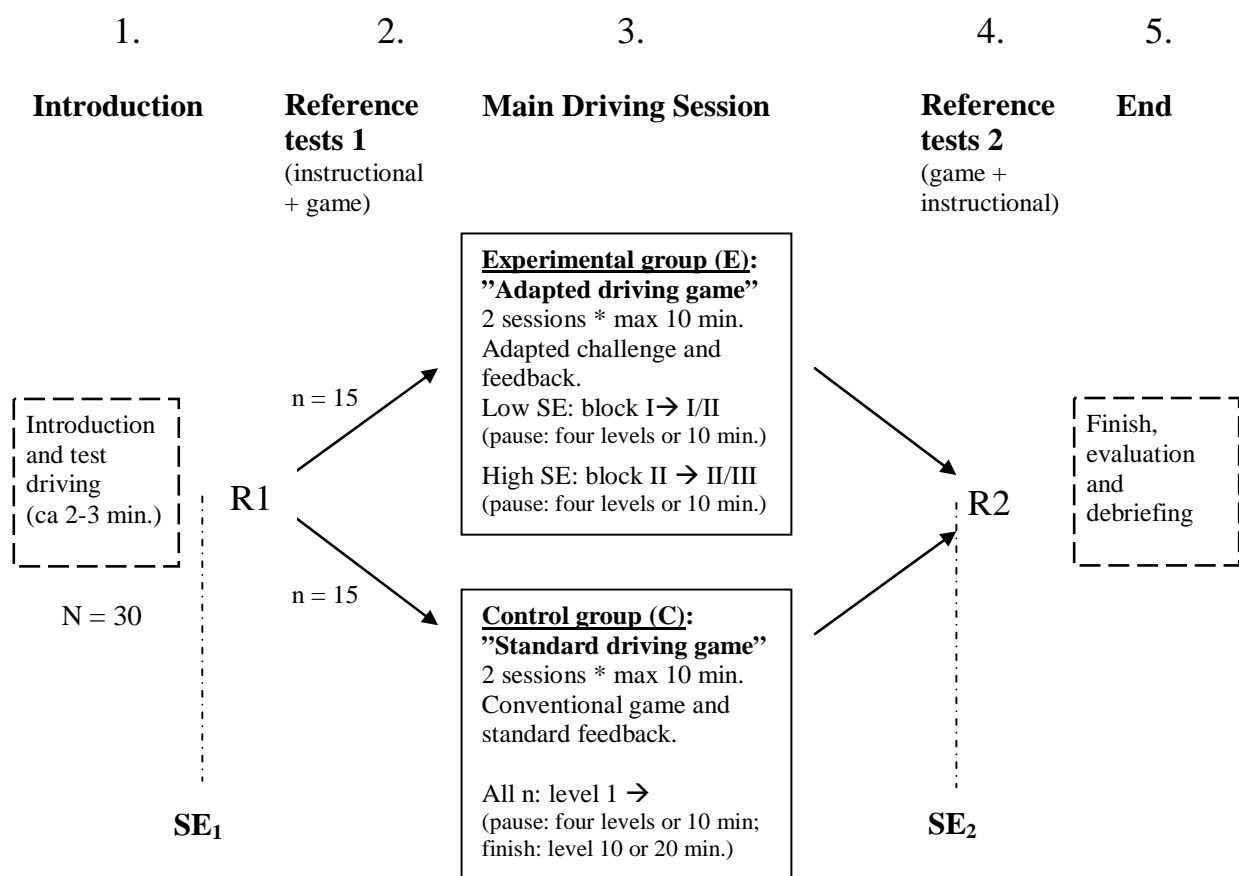 1.
2.
3.
4.
5.
Introduction
Reference
tests 1
(instructional
+ game)
Main Driving Session
Reference
tests 2
(game +
instructional)
End
Introduction
and test
driving
(ca 2-3 min.)
N = 30
SE₁
R1
n = 15
n = 15
Experimental group (E):
”Adapted driving game”
2 sessions * max 10 min.
Adapted challenge and
feedback.
Low SE: block I→ I/II
(pause: four levels or 10 min.)
High SE: block II → II/III
(pause: four levels or 10 min.)
Control group (C):
”Standard driving game”
2 sessions * max 10 min.
Conventional game and
standard feedback.
All n: level 1 →
(pause: four levels or 10 min;
finish: level 10 or 20 min.)
R2
SE₂
Finish,
evaluation
and
debriefing